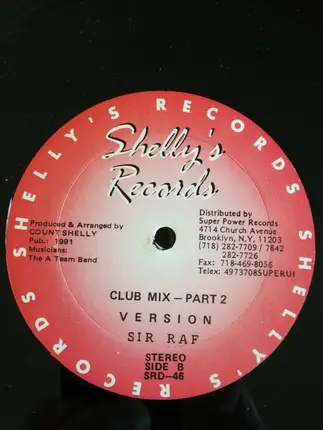 SHELLY'S RECORDS SHELLY'S RECORDS
Shelly's
Records
Produced & Arranged by
COUNT SHELLY
Pub.: 1991
Musicians:
The A Team Band
Distributed by
Super Power Records
4714 Church Avenue
Brooklyn, N.Y. 11203
(718) 282-7709 / 7842
282-7726
Fax: 718-469-8056
Telex: 4973708SUPERUI
CLUB MIX — PART 2
VERSION
SIR RAF
STEREO
SIDE B
SRD-46